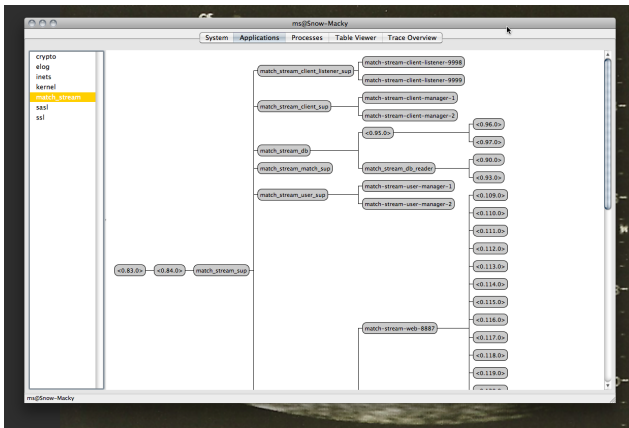 ms@Snow-Macky
System Applications Processes Table Viewer Trace Overview
crypto
elog
inets
kernel
match_stream
sasl
ssl
<0.83.0>
<0.84.0>
match_stream_sup
match_stream_client_listener_sup
match-stream-client-listener-9998
match-stream-client-listener-9999
match_stream_client_sup
match-stream-client-manager-1
match-stream-client-manager-2
match_stream_db
<0.95.0>
<0.96.0>
<0.97.0>
match_stream_db_reader
<0.90.0>
<0.93.0>
match_stream_match_sup
match_stream_user_sup
match-stream-user-manager-1
match-stream-user-manager-2
match-stream-web-8887
<0.109.0>
<0.110.0>
<0.111.0>
<0.112.0>
<0.113.0>
<0.114.0>
<0.115.0>
<0.116.0>
<0.117.0>
<0.118.0>
<0.119.0>
ms@Snow-Macky